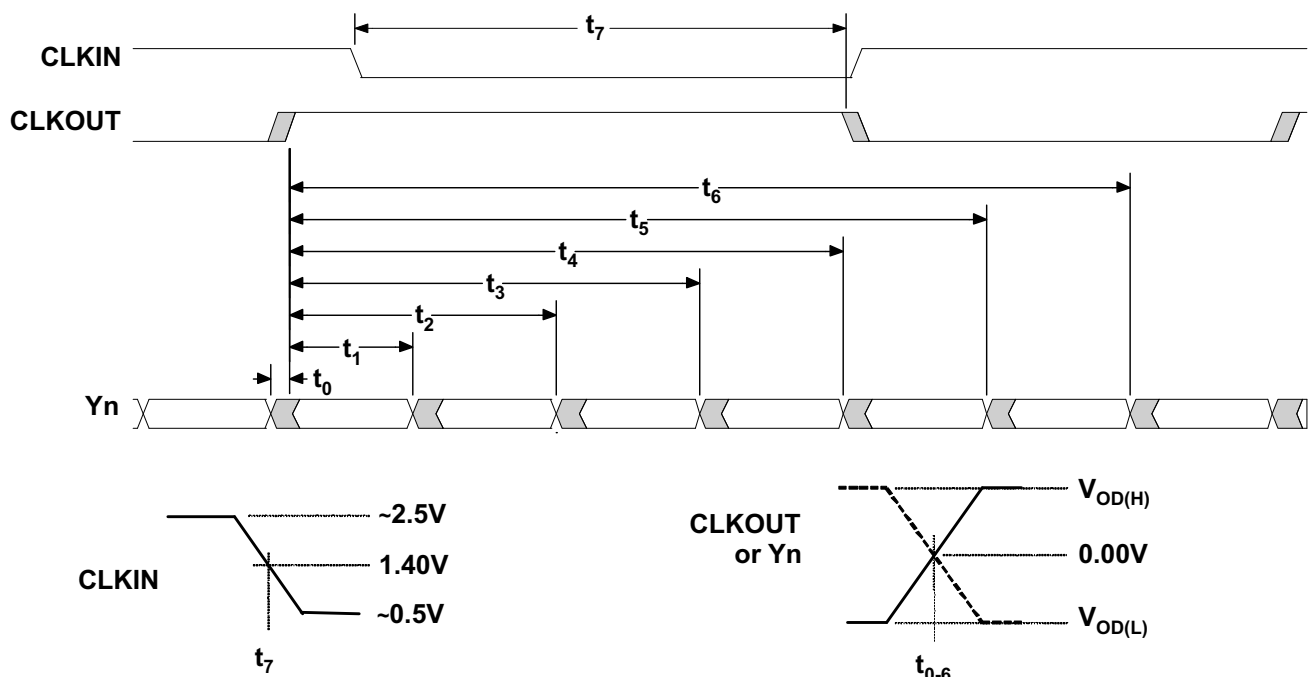 t7
CLKIN
CLKOUT
t6
t5
t4
t3
t2
t1
t0
Yn
~2.5V
1.40V
CLKIN
~0.5V
t7
VOD(H)
CLKOUT
or Yn
0.00V
VOD(L)
t0-6